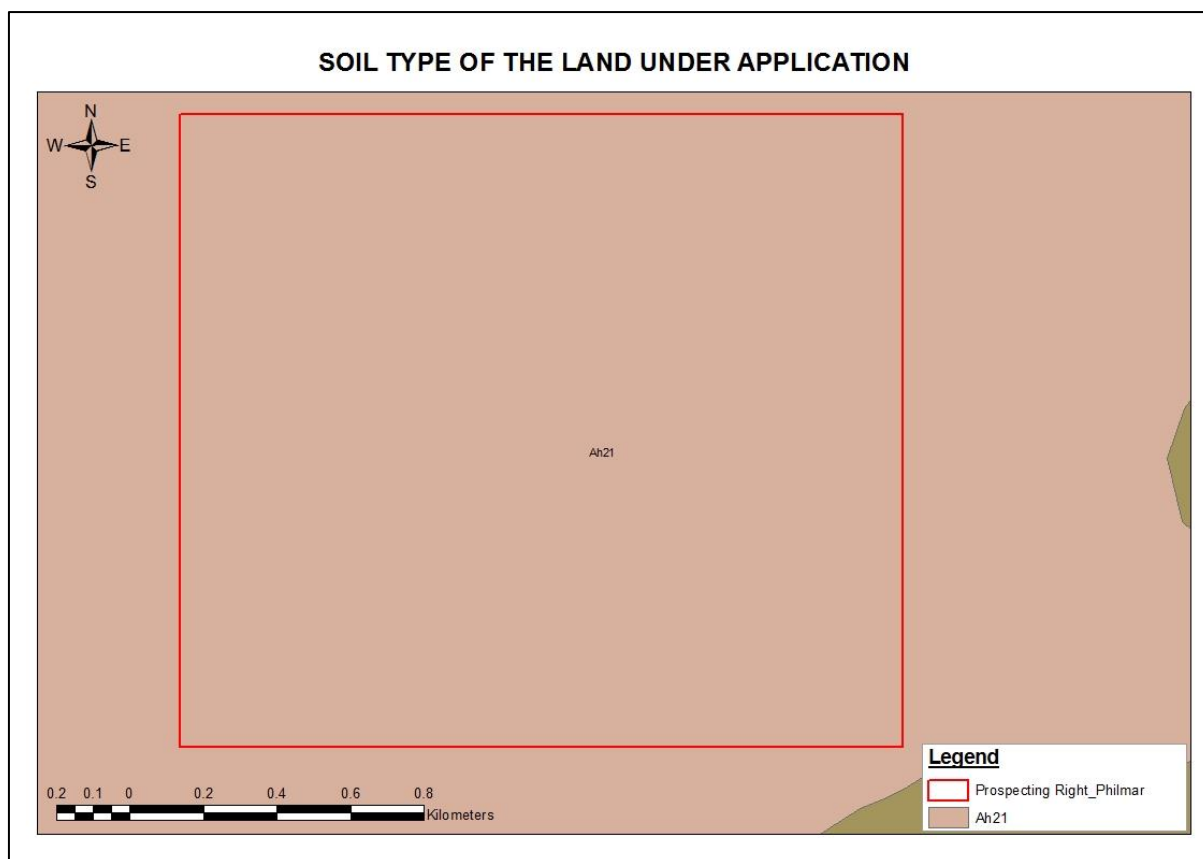 SOIL TYPE OF THE LAND UNDER APPLICATION
N
W E
S
Ah21
0.2 0.1 0 0.2 0.4 0.6 0.8
Kilometers
Legend
Prospecting Right_Philmar
Ah21